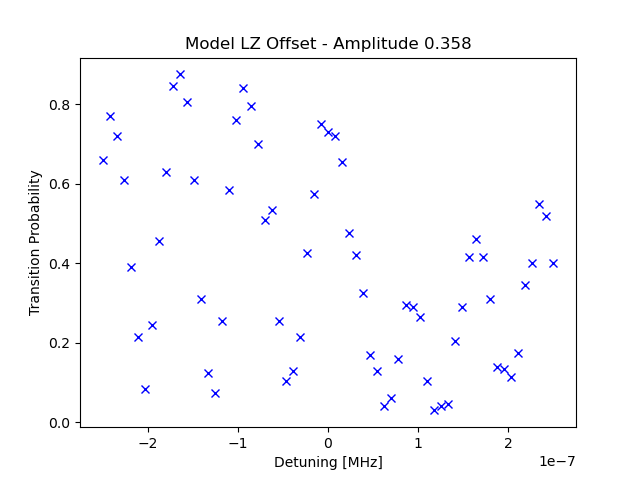 Model LZ Offset - Amplitude 0.358
Transition Probability
0.8
0.6
0.4
0.2
0.0
−2
−1
0
1
2
1e−7
Detuning [MHz]